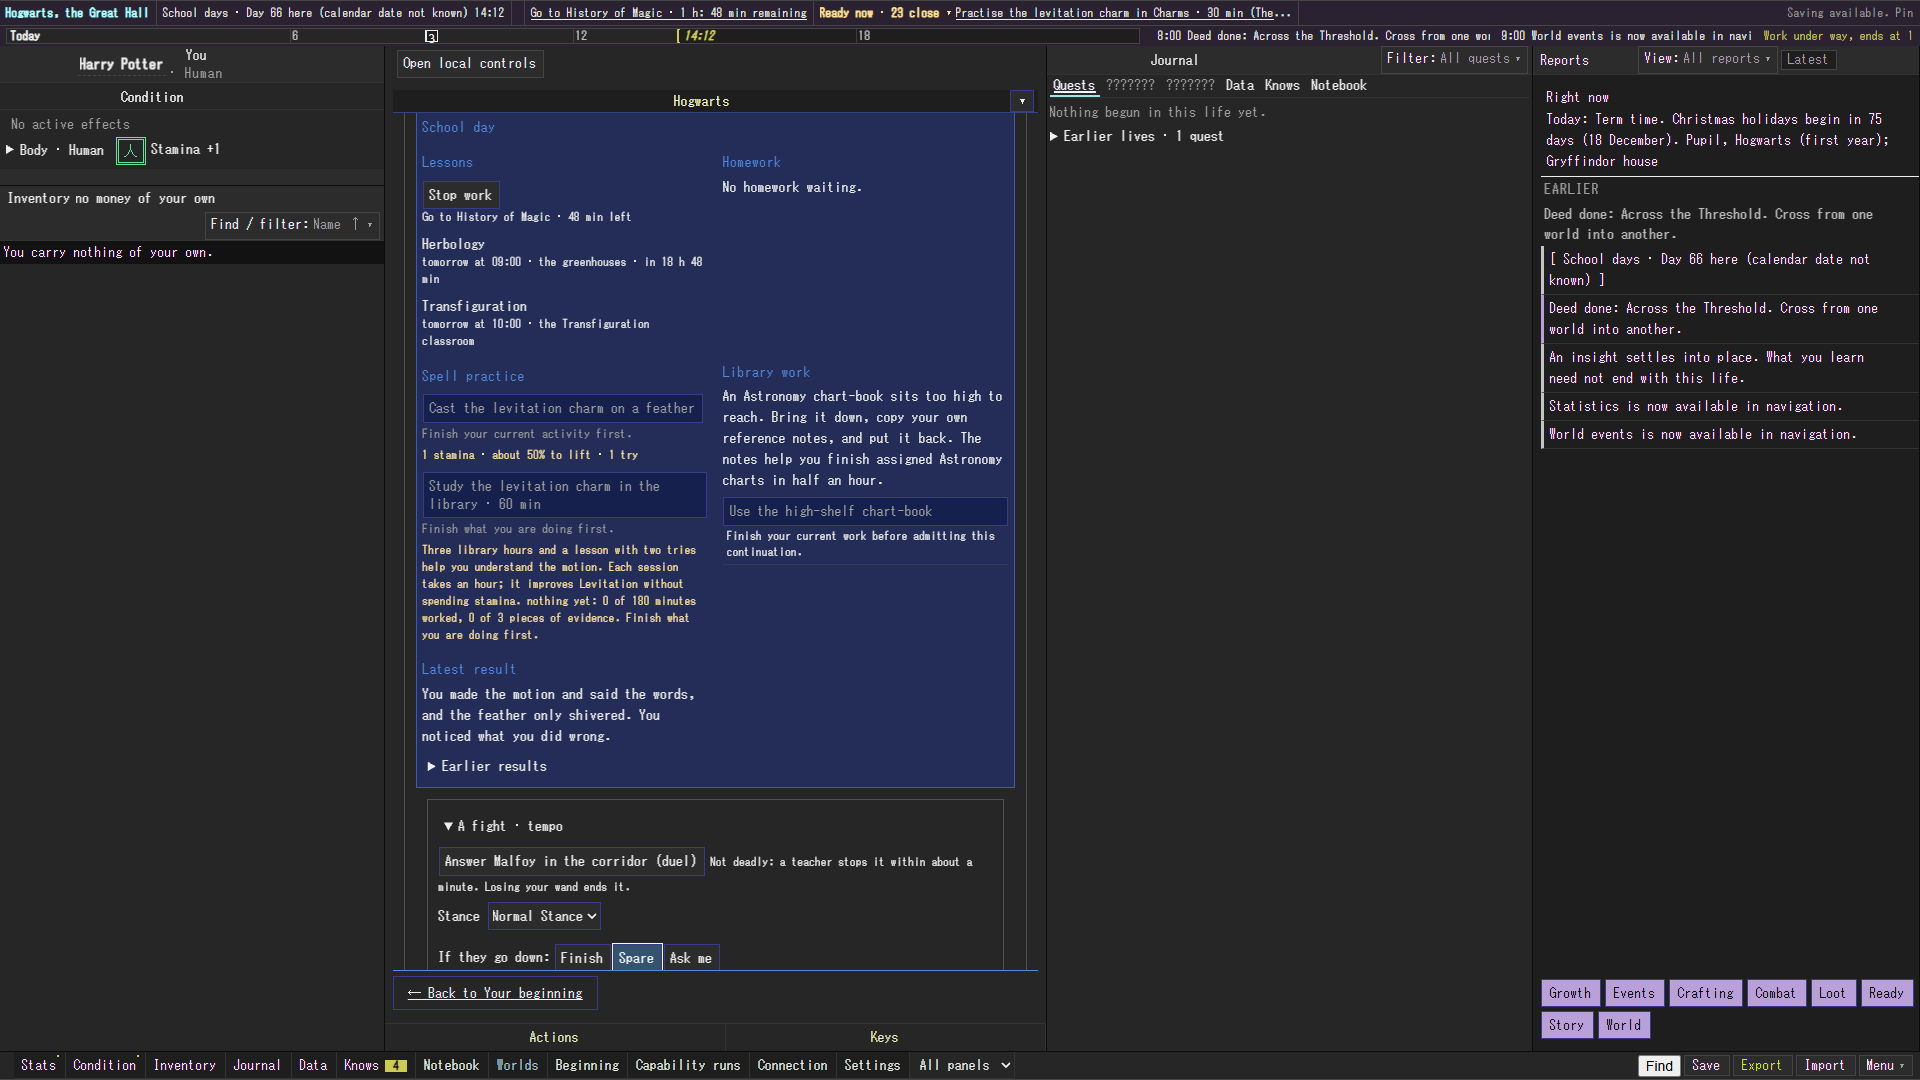 Hogwarts, the Great Hall
School days · Day 66 here (calendar date not known) 14:12
Go to History of Magic · 1 h: 48 min remaining
Ready now · 23 close ▾ Practise the levitation charm in Charms · 30 min (The...
Saving available. Pin
Today
6
12
14:12
18
8:00 Deed done: Across the Threshold. Cross from one wor
9:00 World events is now available in navi
Work under way, ends at 1
Harry Potter · You
Human
Condition
No active effects
▶ Body · Human 人 Stamina +1
Inventory no money of your own
Find / filter: Name ↑ ▾
You carry nothing of your own.
Open local controls
Hogwarts
▾
School day
Lessons
Stop work
Go to History of Magic · 48 min left
Herbology
tomorrow at 09:00 · the greenhouses · in 18 h 48
min
Transfiguration
tomorrow at 10:00 · the Transfiguration
classroom
Spell practice
Cast the levitation charm on a feather
Finish your current activity first.
1 stamina · about 50% to lift · 1 try
Study the levitation charm in the
library · 60 min
Finish what you are doing first.
Three library hours and a lesson with two tries
help you understand the motion. Each session
takes an hour; it improves Levitation without
spending stamina. nothing yet: 0 of 180 minutes
worked, 0 of 3 pieces of evidence. Finish what
you are doing first.
Latest result
You made the motion and said the words,
and the feather only shivered. You
noticed what you did wrong.
▶ Earlier results
Homework
No homework waiting.
Library work
An Astronomy chart-book sits too high to
reach. Bring it down, copy your own
reference notes, and put it back. The
notes help you finish assigned Astronomy
charts in half an hour.
Use the high-shelf chart-book
Finish your current work before admitting this
continuation.
▼ A fight · tempo
Answer Malfoy in the corridor (duel) Not deadly: a teacher stops it within about a
minute. Losing your wand ends it.
Stance Normal Stance
If they go down: Finish Spare Ask me
← Back to Your beginning
Actions
Keys
Journal
Filter: All quests ▾
Quests ??????? ??????? Data Knows Notebook
Nothing begun in this life yet.
▶ Earlier lives · 1 quest
Reports
View: All reports ▾
Latest
Right now
Today: Term time. Christmas holidays begin in 75
days (18 December). Pupil, Hogwarts (first year);
Gryffindor house
EARLIER
Deed done: Across the Threshold. Cross from one
world into another.
[ School days · Day 66 here (calendar date not
known) ]
Deed done: Across the Threshold. Cross from one
world into another.
An insight settles into place. What you learn
need not end with this life.
Statistics is now available in navigation.
World events is now available in navigation.
Growth Events Crafting Combat Loot Ready
Story World
Stats Condition Inventory Journal Data Knows 4 Notebook Worlds Beginning Capability runs Connection Settings All panels
Find Save Export Import Menu ▾